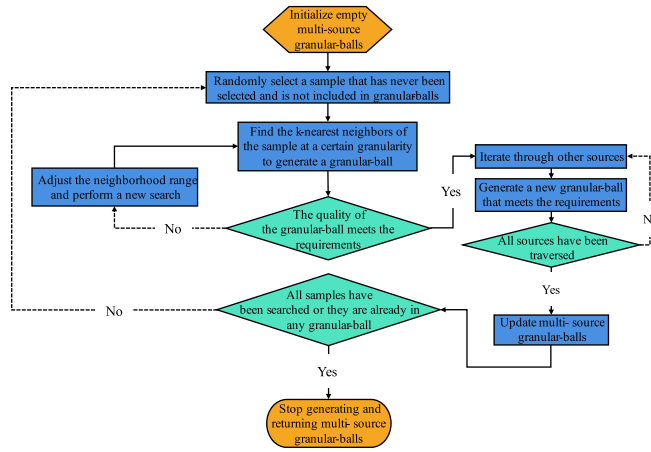 Initialize empty
multi-source
granular-balls
Randomly select a sample that has never been
selected and is not included in granular-balls
Find the k-nearest neighbors of
the sample at a certain granularity
to generate a granular-ball
Adjust the neighborhood range
and perform a new search
No
The quality of
the granular-ball meets the
requirements
Yes
Iterate through other sources
Generate a new granular-ball
that meets the requirements
All sources have been
traversed
Yes
Update multi- source
granular-balls
All samples have
been searched or they are already in
any granular-ball
No
Yes
Stop generating and
returning multi- source
granular-balls